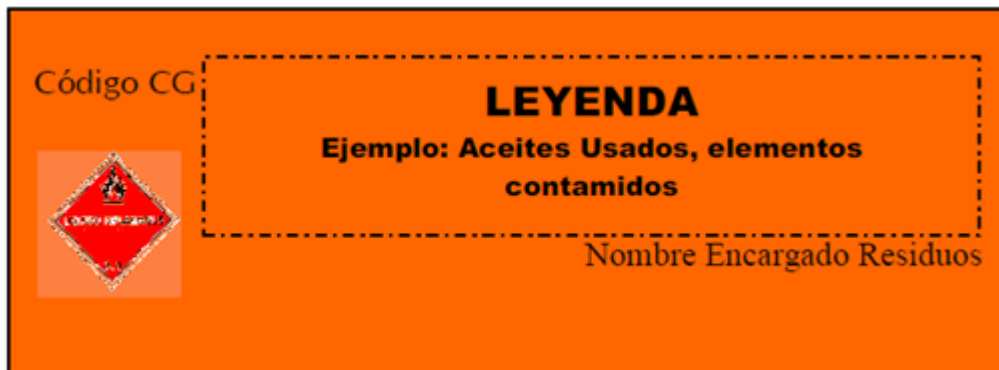 Código CG
LEYENDA
Ejemplo: Aceites Usados, elementos
contamidos
Nombre Encargado Residuos